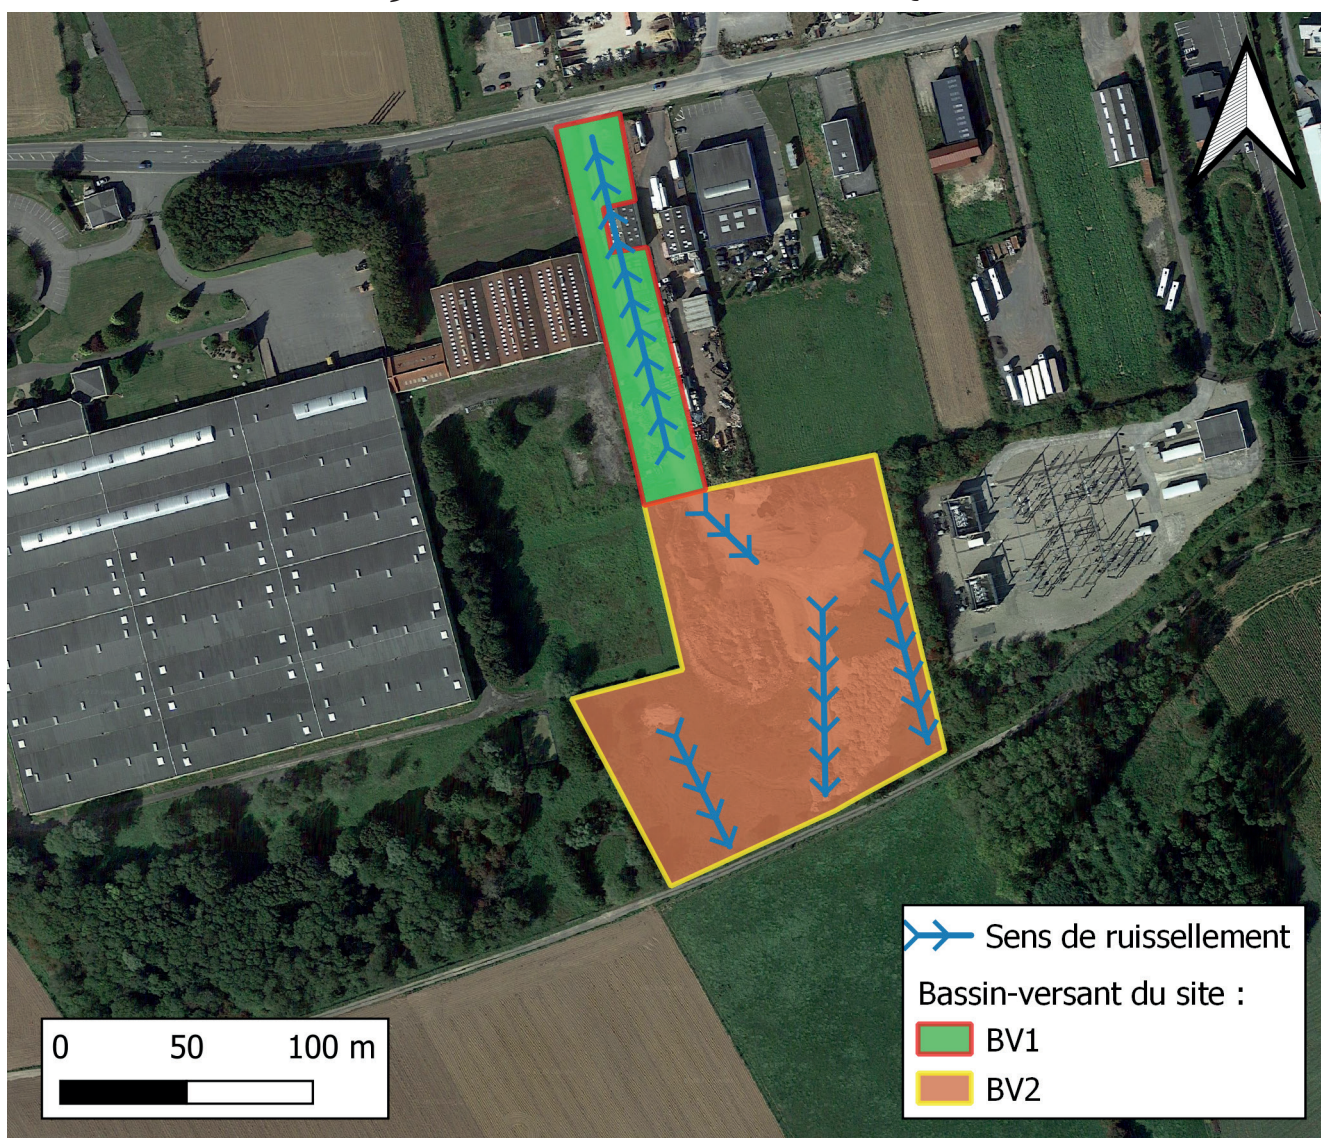 Sens de ruissellement
Bassin-versant du site :
BV1
BV2
0 50 100 m